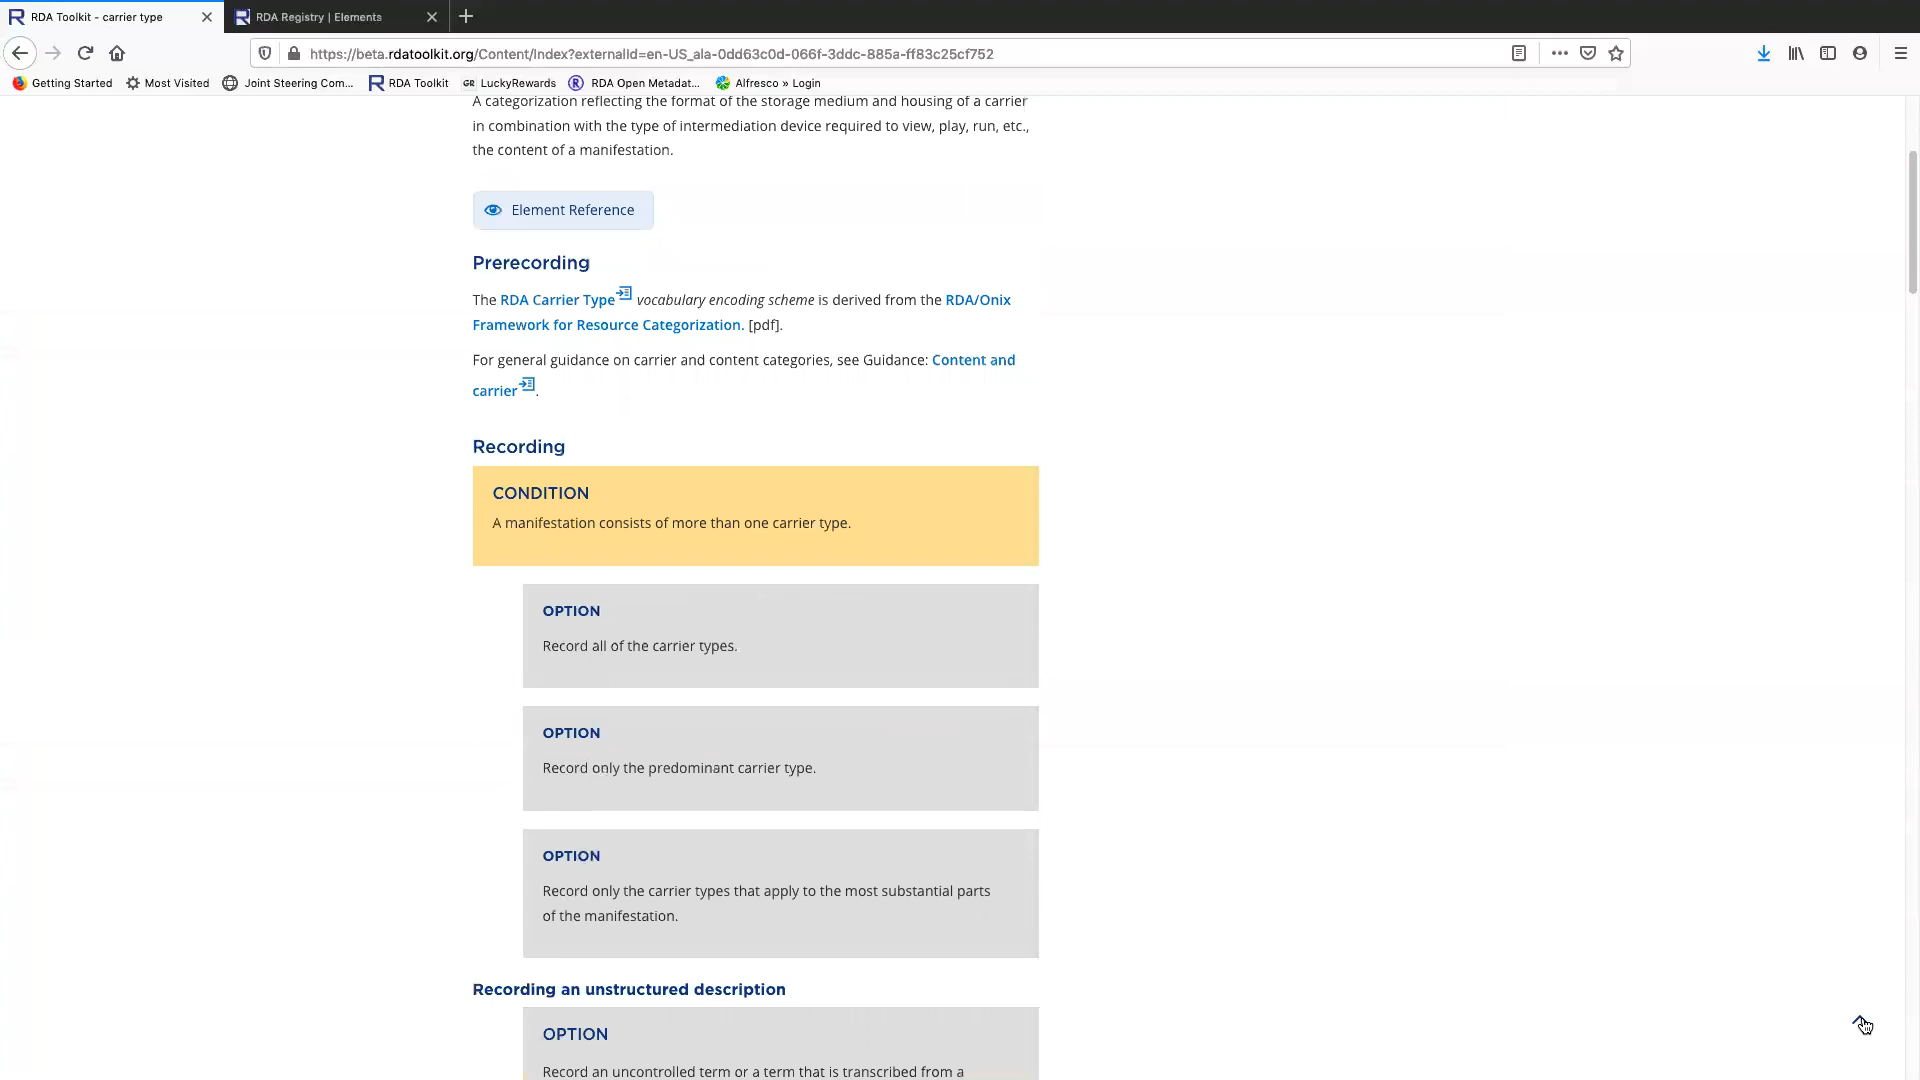 RDA Toolkit - carrier type
RDA Registry | Elements
https://beta.rdatoolkit.org/Content/Index?externalId=en-US_ala-0dd63c0d-066f-3ddc-885a-ff83c25cf752
Getting Started Most Visited Joint Steering Com... RDA Toolkit GR LuckyRewards RDA Open Metadat... Alfresco » Login
A categorization reflecting the format of the storage medium and housing of a carrier
in combination with the type of intermediation device required to view, play, run, etc.,
the content of a manifestation.
Element Reference
Prerecording
The RDA Carrier Type vocabulary encoding scheme is derived from the RDA/Onix
Framework for Resource Categorization. [pdf].
For general guidance on carrier and content categories, see Guidance: Content and
carrier.
Recording
CONDITION
A manifestation consists of more than one carrier type.
OPTION
Record all of the carrier types.
OPTION
Record only the predominant carrier type.
OPTION
Record only the carrier types that apply to the most substantial parts
of the manifestation.
Recording an unstructured description
OPTION
Record an uncontrolled term or a term that is transcribed from a